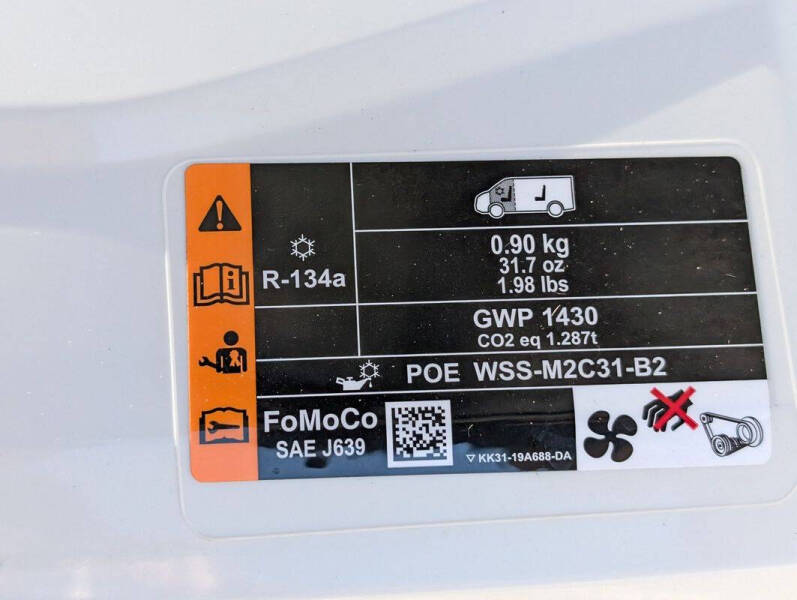 R-134a
0.90 kg
31.7 oz
1.98 lbs
GWP 1430
CO2 eq 1.287t
POE WSS-M2C31-B2
FoMoCo
SAE J639
KK31-19A688-DA